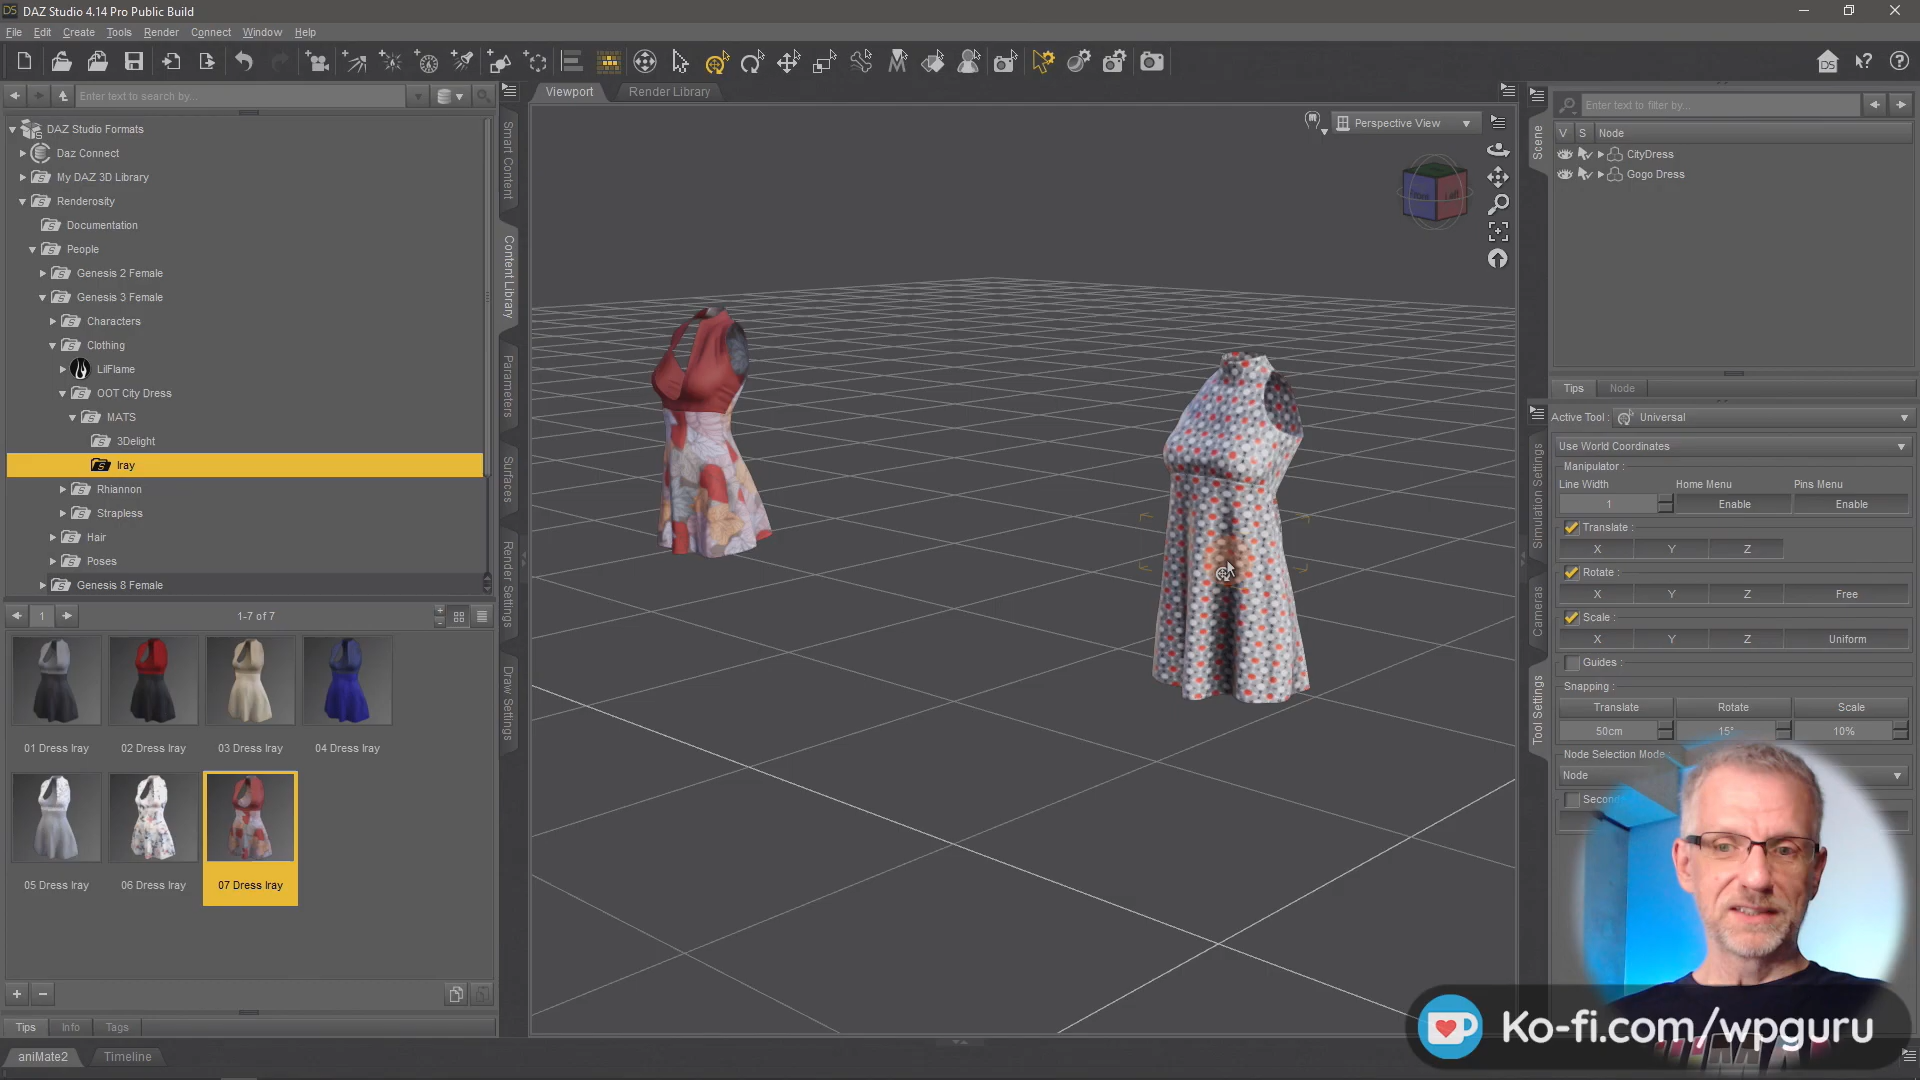 DS DAZ Studio 4.14 Pro Public Build
File Edit Create Tools Render Connect Window Help
Enter text to search by...
DAZ Studio Formats
Daz Connect
My DAZ 3D Library
Renderosity
Documentation
People
Genesis 2 Female
Genesis 3 Female
Characters
Clothing
LilFlame
OOT City Dress
MATS
3Delight
Iray
Rhiannon
Strapless
Hair
Poses
Genesis 8 Female
1
1-7 of 7
01 Dress Iray
02 Dress Iray
03 Dress Iray
04 Dress Iray
05 Dress Iray
06 Dress Iray
07 Dress Iray
Tips Info Tags
aniMate2 Timeline
Smart Content
Content Library
Parameters
Surfaces
Render Settings
Draw Settings
Viewport Render Library
Perspective View
Left
DS
Enter text to filter by...
Scene
V S Node
CityDress
Gogo Dress
Tips Node
Simulation Settings
Cameras
Tool Settings
Active Tool : Universal
Use World Coordinates
Manipulator :
Line Width Home Menu Pins Menu
1 Enable Enable
Translate :
X Y Z
Rotate :
X Y Z Free
Scale :
X Y Z Uniform
Guides :
Snapping :
Translate Rotate Scale
50cm 15° 10%
Node Selection Mode :
Node
Ko-fi.com/wpguru